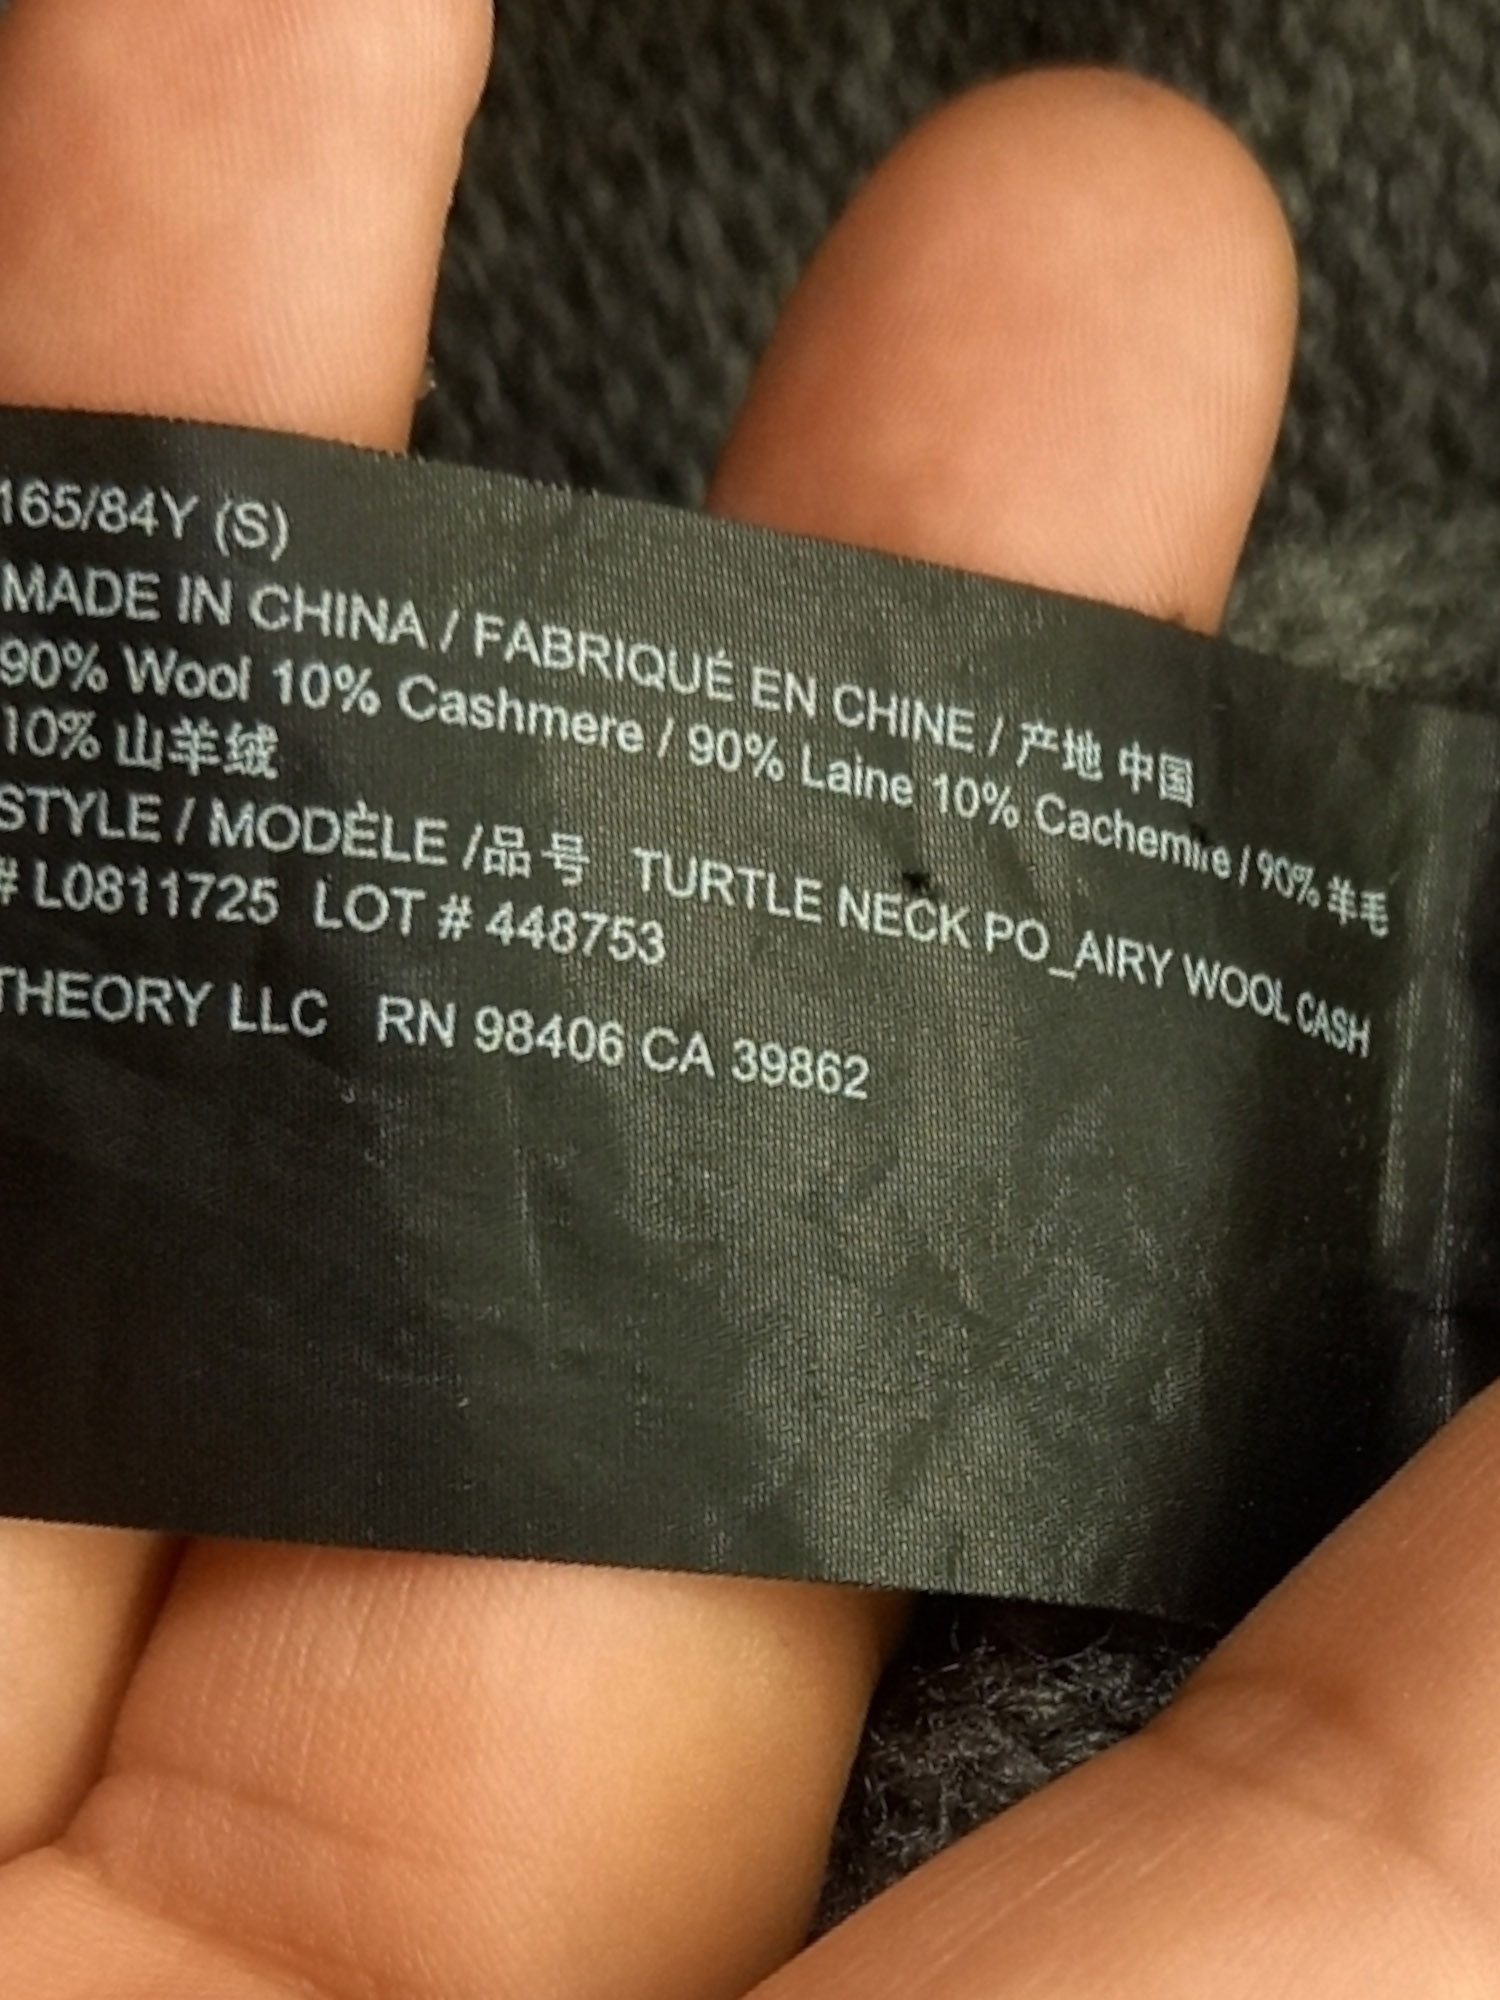 165/84Y (S)
MADE IN CHINA / FABRIQUÉ EN CHINE / 产地 中国
90% Wool 10% Cashmere / 90% Laine 10% Cachemire / 90% 羊毛
10% 山羊绒
STYLE / MODÈLE /品号 TURTLE NECK PO_AIRY WOOL CASH
# L0811725 LOT # 448753
THEORY LLC RN 98406 CA 39862